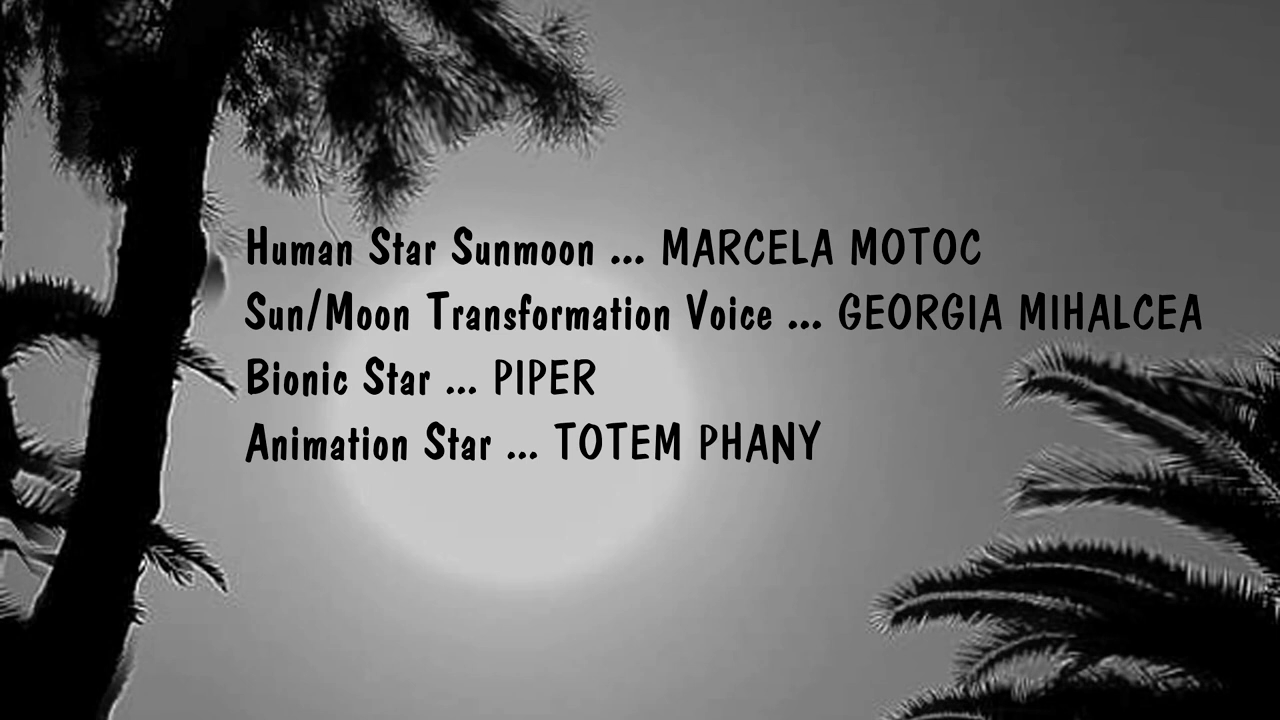 Human Star Sunmoon ... MARCELA MOTOC
Sun/Moon Transformation Voice ... GEORGIA MIHALCEA
Bionic Star ... PIPER
Animation Star ... TOTEM PHANY